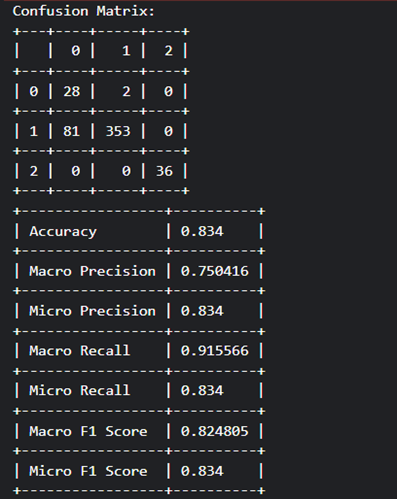 Confusion Matrix:
+---+----+-----+----+
|   |  0 |   1 |  2 |
+---+----+-----+----+
| 0 | 28 |   2 |  0 |
+---+----+-----+----+
| 1 | 81 | 353 |  0 |
+---+----+-----+----+
| 2 |  0 |   0 | 36 |
+---+----+-----+----+
+-----------------+----------+
| Accuracy        | 0.834    |
+-----------------+----------+
| Macro Precision | 0.750416 |
+-----------------+----------+
| Micro Precision | 0.834    |
+-----------------+----------+
| Macro Recall    | 0.915566 |
+-----------------+----------+
| Micro Recall    | 0.834    |
+-----------------+----------+
| Macro F1 Score  | 0.824805 |
+-----------------+----------+
| Micro F1 Score  | 0.834    |
+-----------------+----------+